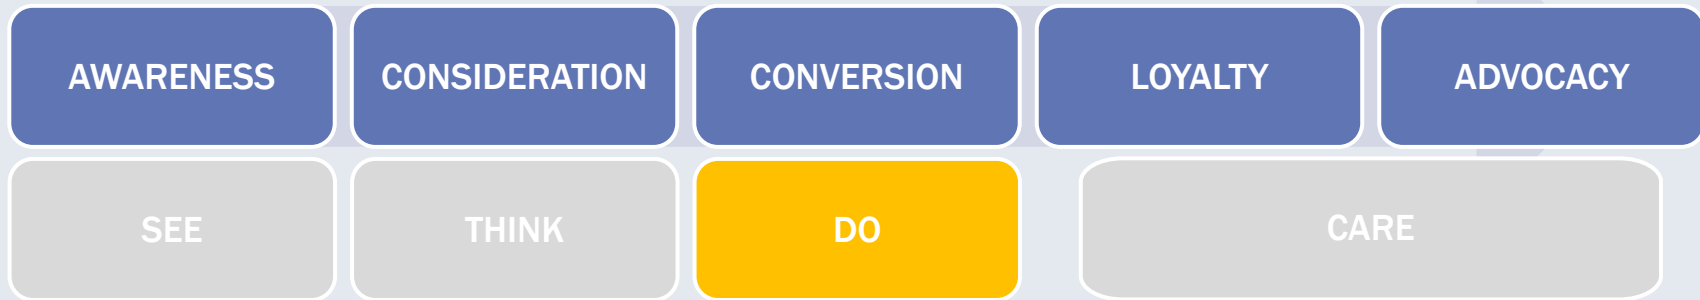 AWARENESS
CONSIDERATION
CONVERSION
LOYALTY
ADVOCACY
SEE
THINK
DO
CARE